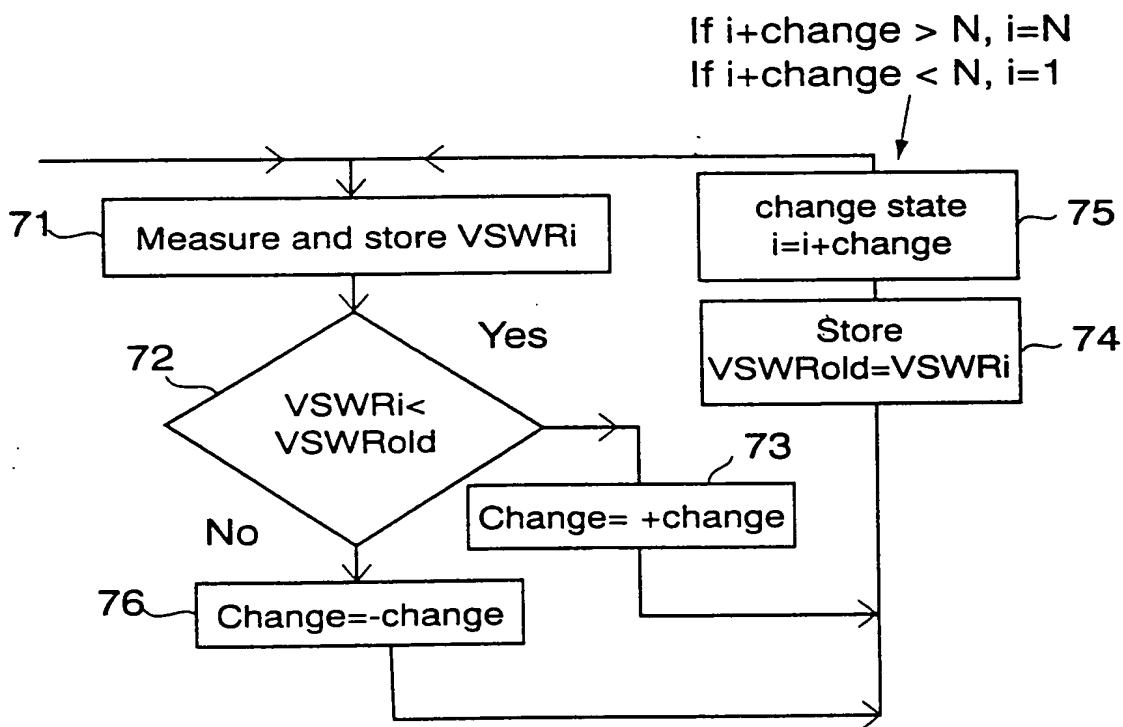 If i+change > N, i=N
If i+change < N, i=1
71
Measure and store VSWRi
change state
i=i+change
75
Store
VSWRold=VSWRi
74
Yes
72
VSWRi<
VSWRold
73
Change= +change
No
76
Change=-change